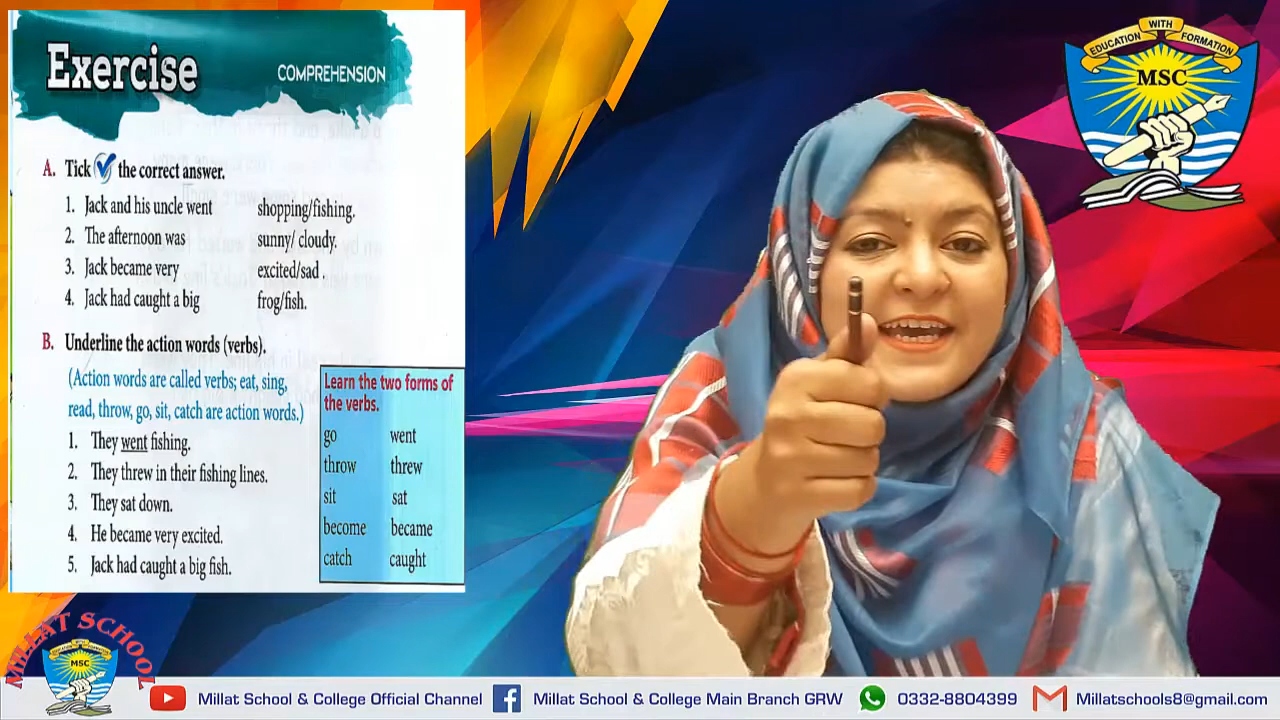 Exercise
COMPREHENSION
A. Tick the correct answer.
1. Jack and his uncle went shopping/fishing.
2. The afternoon was sunny/ cloudy.
3. Jack became very excited/sad .
4. Jack had caught a big frog/fish.
B. Underline the action words (verbs).
(Action words are called verbs; eat, sing,
read, throw, go, sit, catch are action words.)
1. They went fishing.
2. They threw in their fishing lines.
3. They sat down.
4. He became very excited.
5. Jack had caught a big fish.
Learn the two forms of
the verbs.
go went
throw threw
sit sat
become became
catch caught
EDUCATION WITH FORMATION
MSC
MILLAT SCHOOL
MSC
Millat School & College Official Channel Millat School & College Main Branch GRW 0332-8804399 Millatschools8@gmail.com